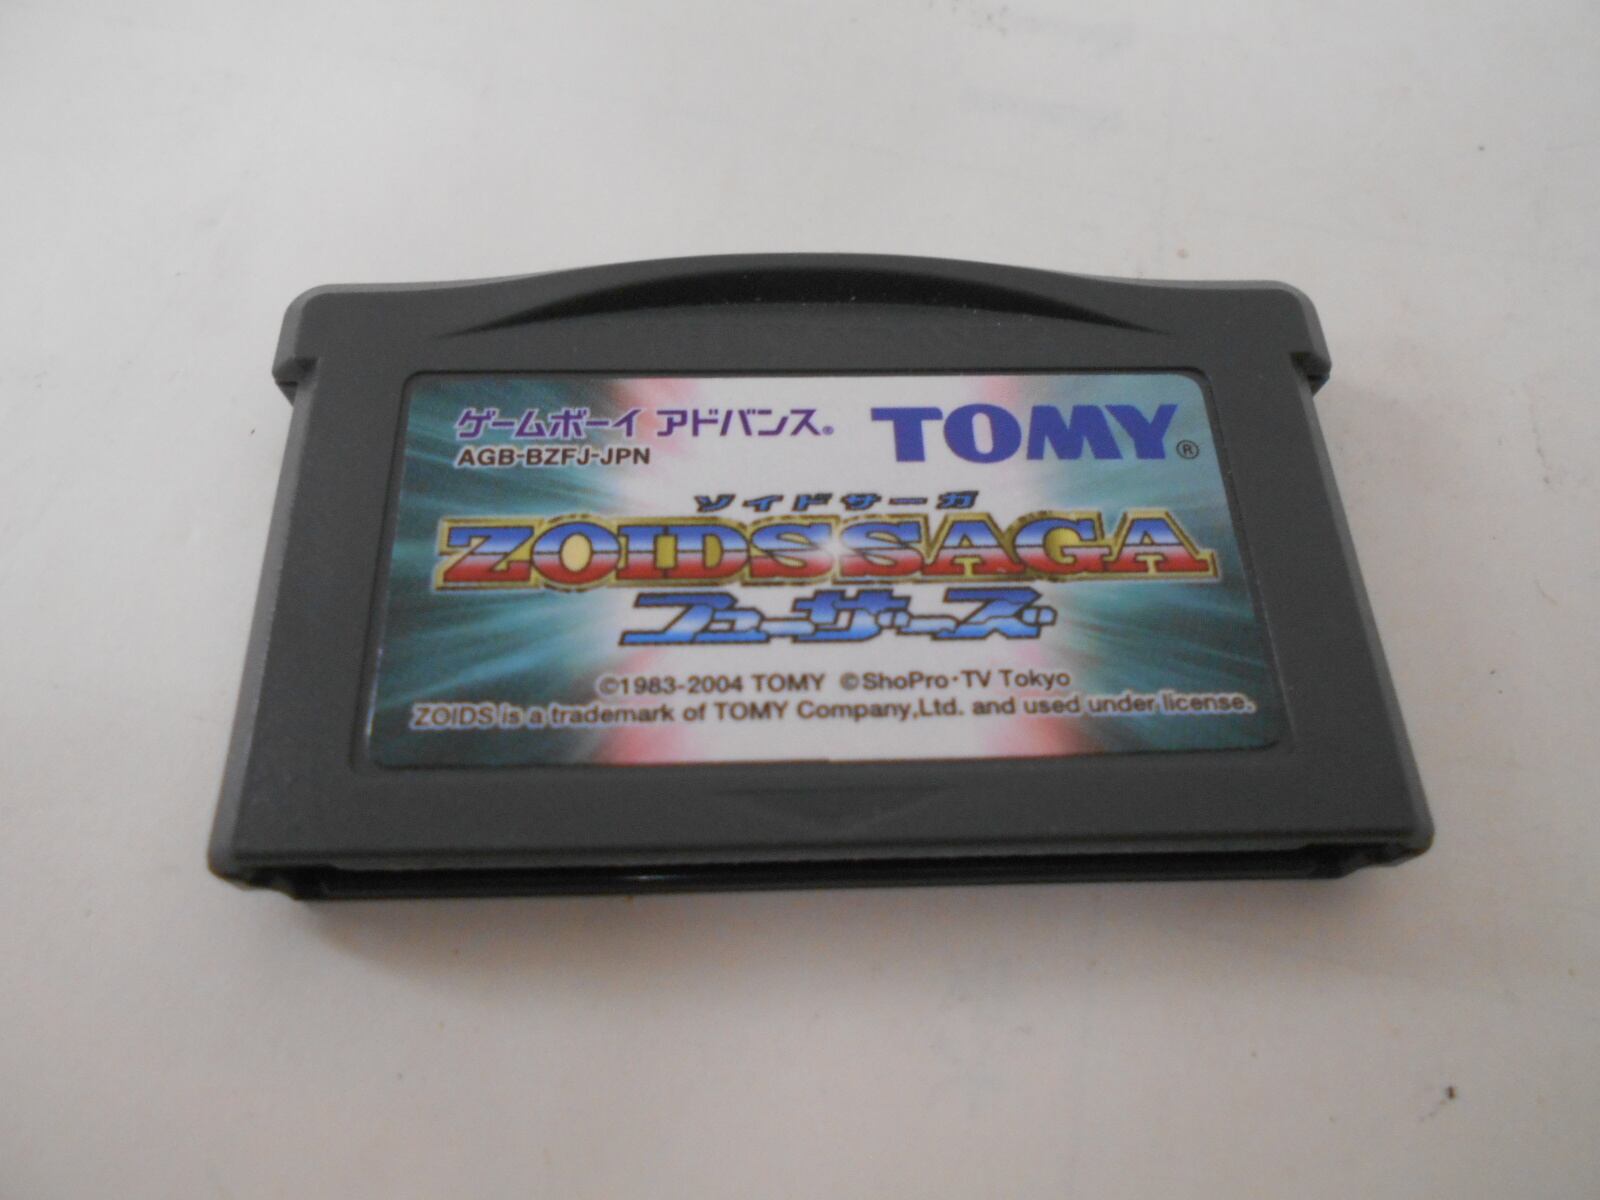 ゲームボーイ アドバンス® TOMY®
AGB-BZFJ-JPN
ゾイドサーガ
ZOIDS SAGA
フューザーズ
©1983-2004 TOMY ©ShoPro・TV Tokyo
ZOIDS is a trademark of TOMY Company,Ltd. and used under license.